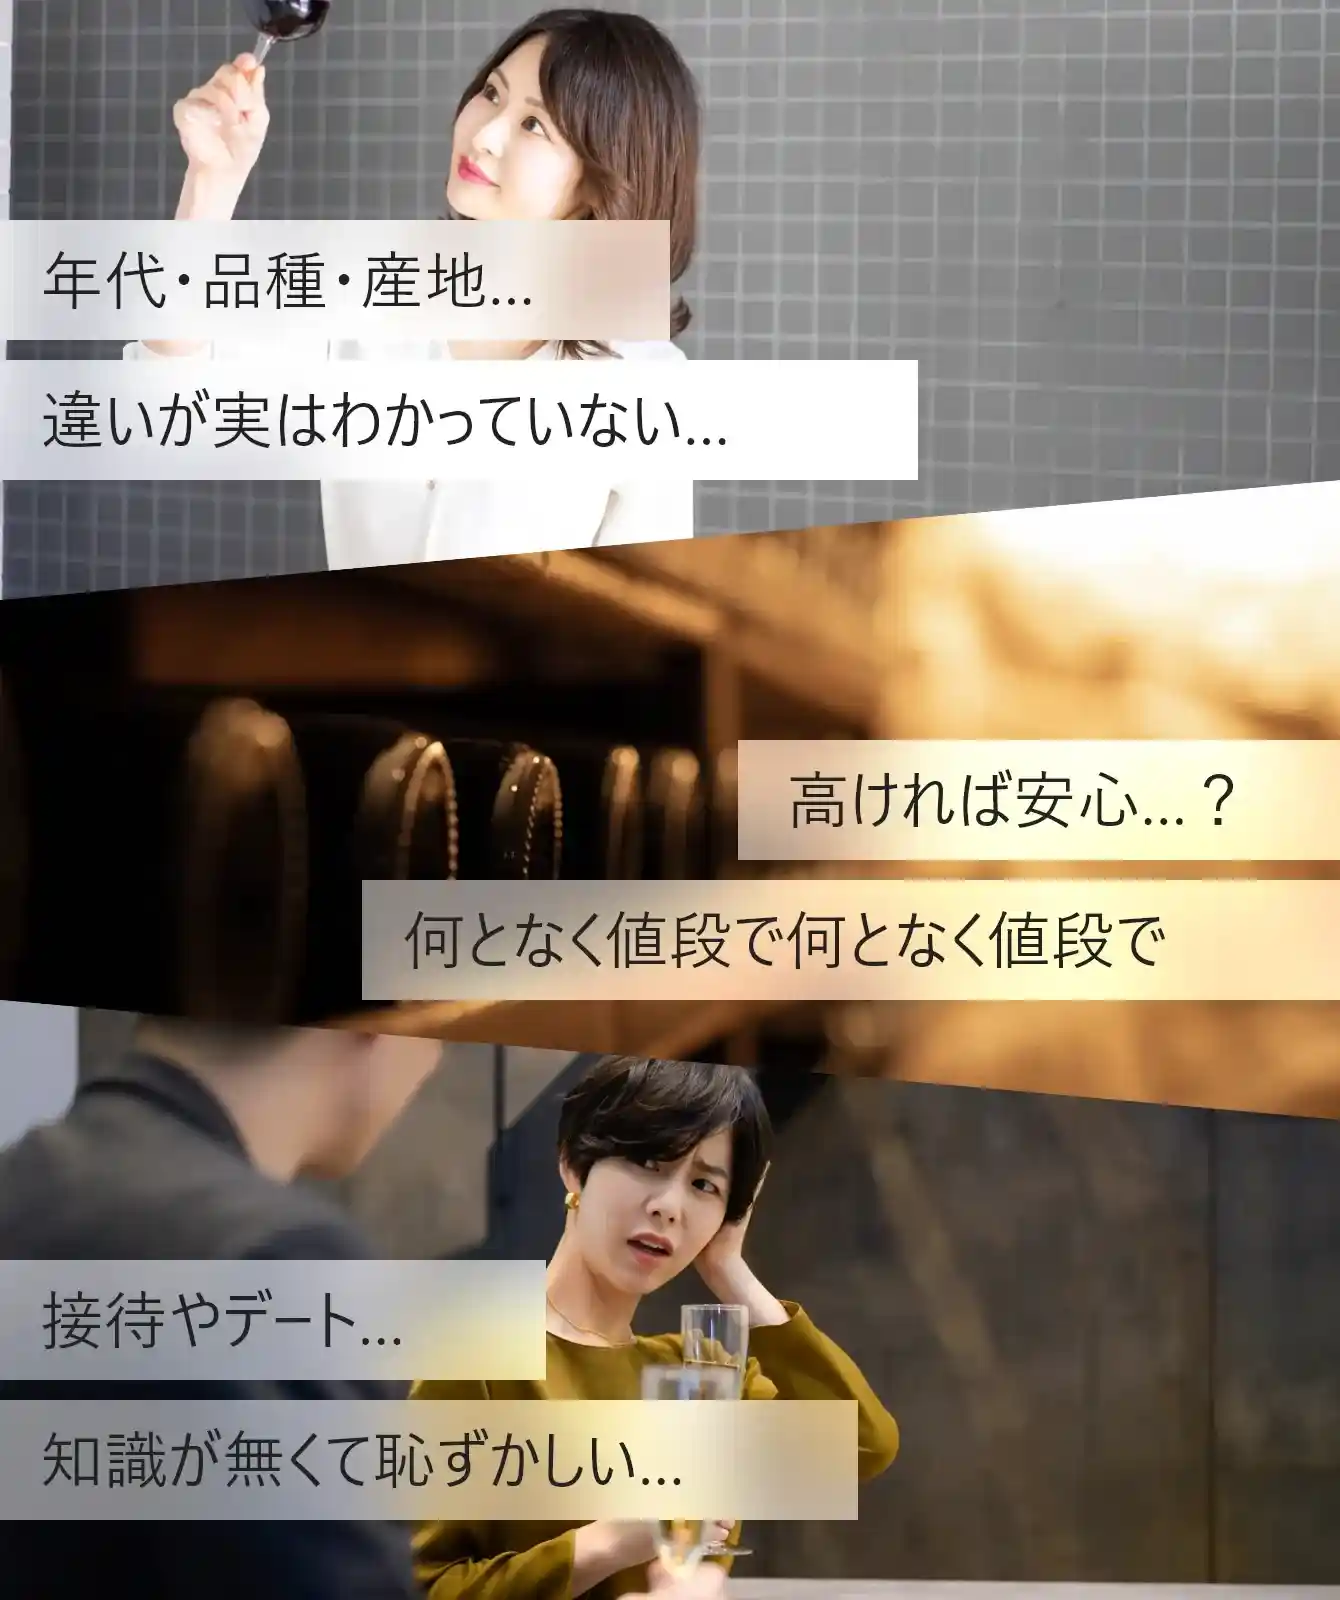 年代・品種・産地...
違いが実はわかっていない...
高ければ安心...？
何となく値段で何となく値段で
接待やデート...
知識が無くて恥ずかしい...